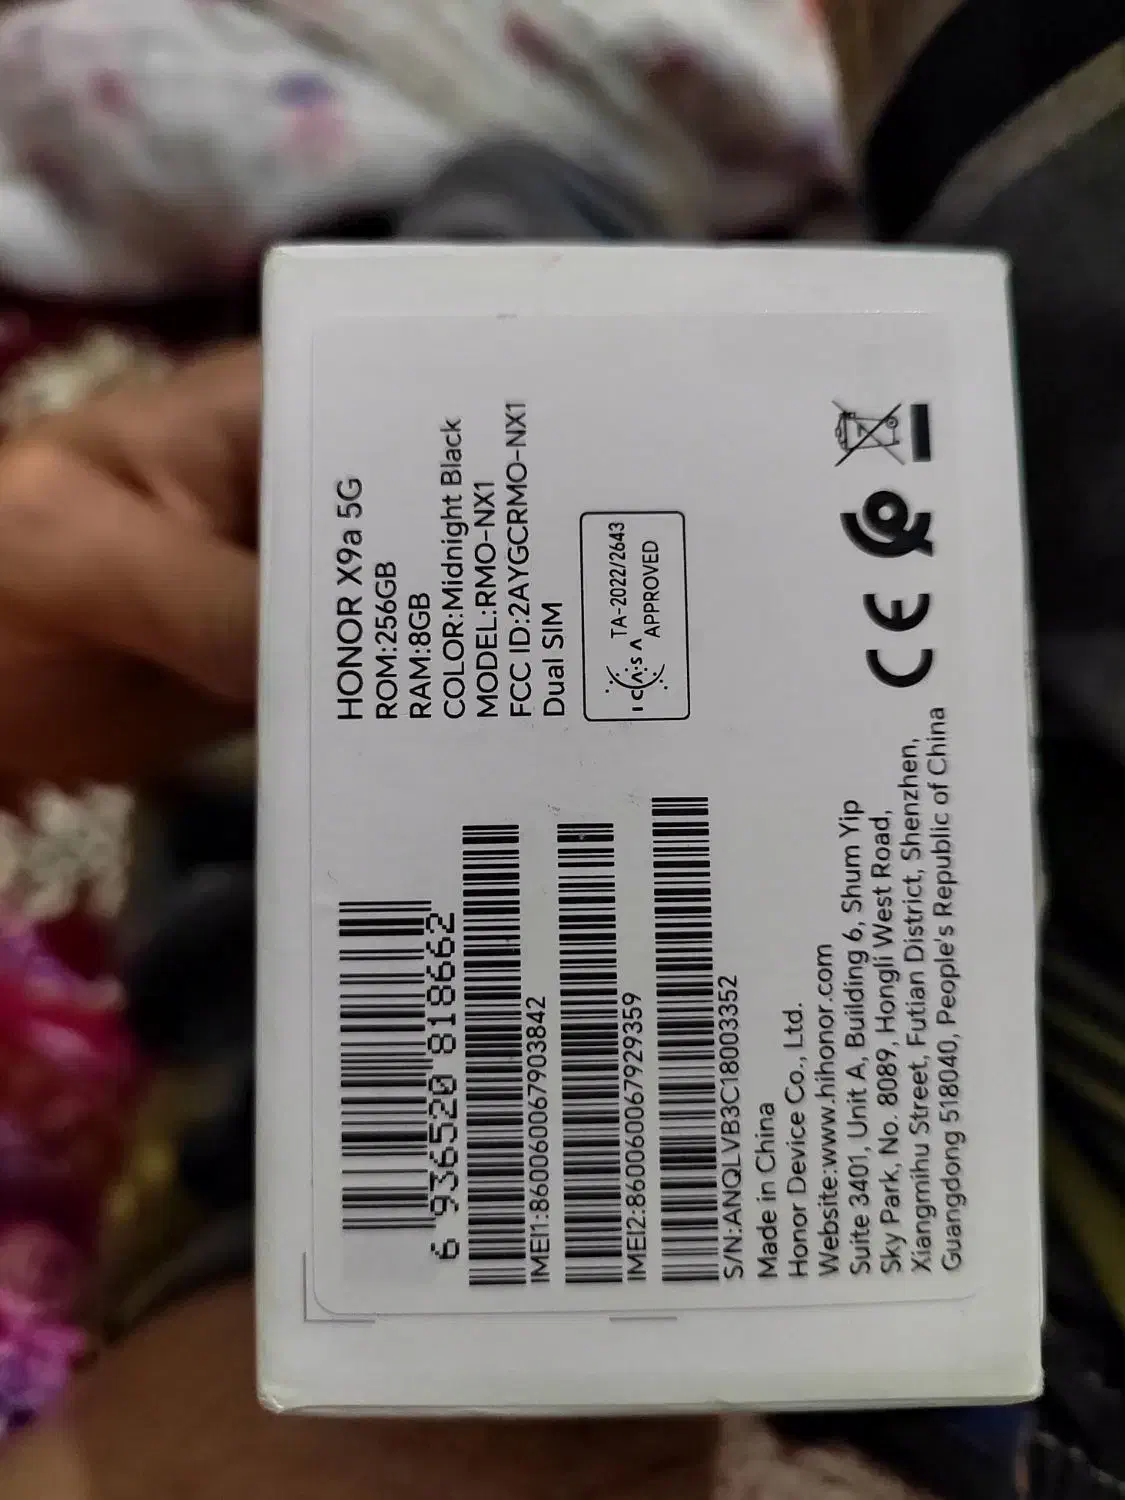 HONOR X9a 5G
ROM:256GB
RAM:8GB
COLOR:Midnight Black
MODEL:RMO-NX1
FCC ID:2AYGCRMO-NX1
Dual SIM
ICASA TA-2022/2643
APPROVED
6 936520 818662
IMEI1:860060067903842
IMEI2:860060067929359
S/N:ANQLVB3C18003352
Made in China
Honor Device Co., Ltd.
Website:www.hihonor.com
Suite 3401, Unit A, Building 6, Shum Yip
Sky Park, No. 8089, Hongli West Road,
Xiangmihu Street, Futian District, Shenzhen,
Guangdong 518040, People's Republic of China
CE